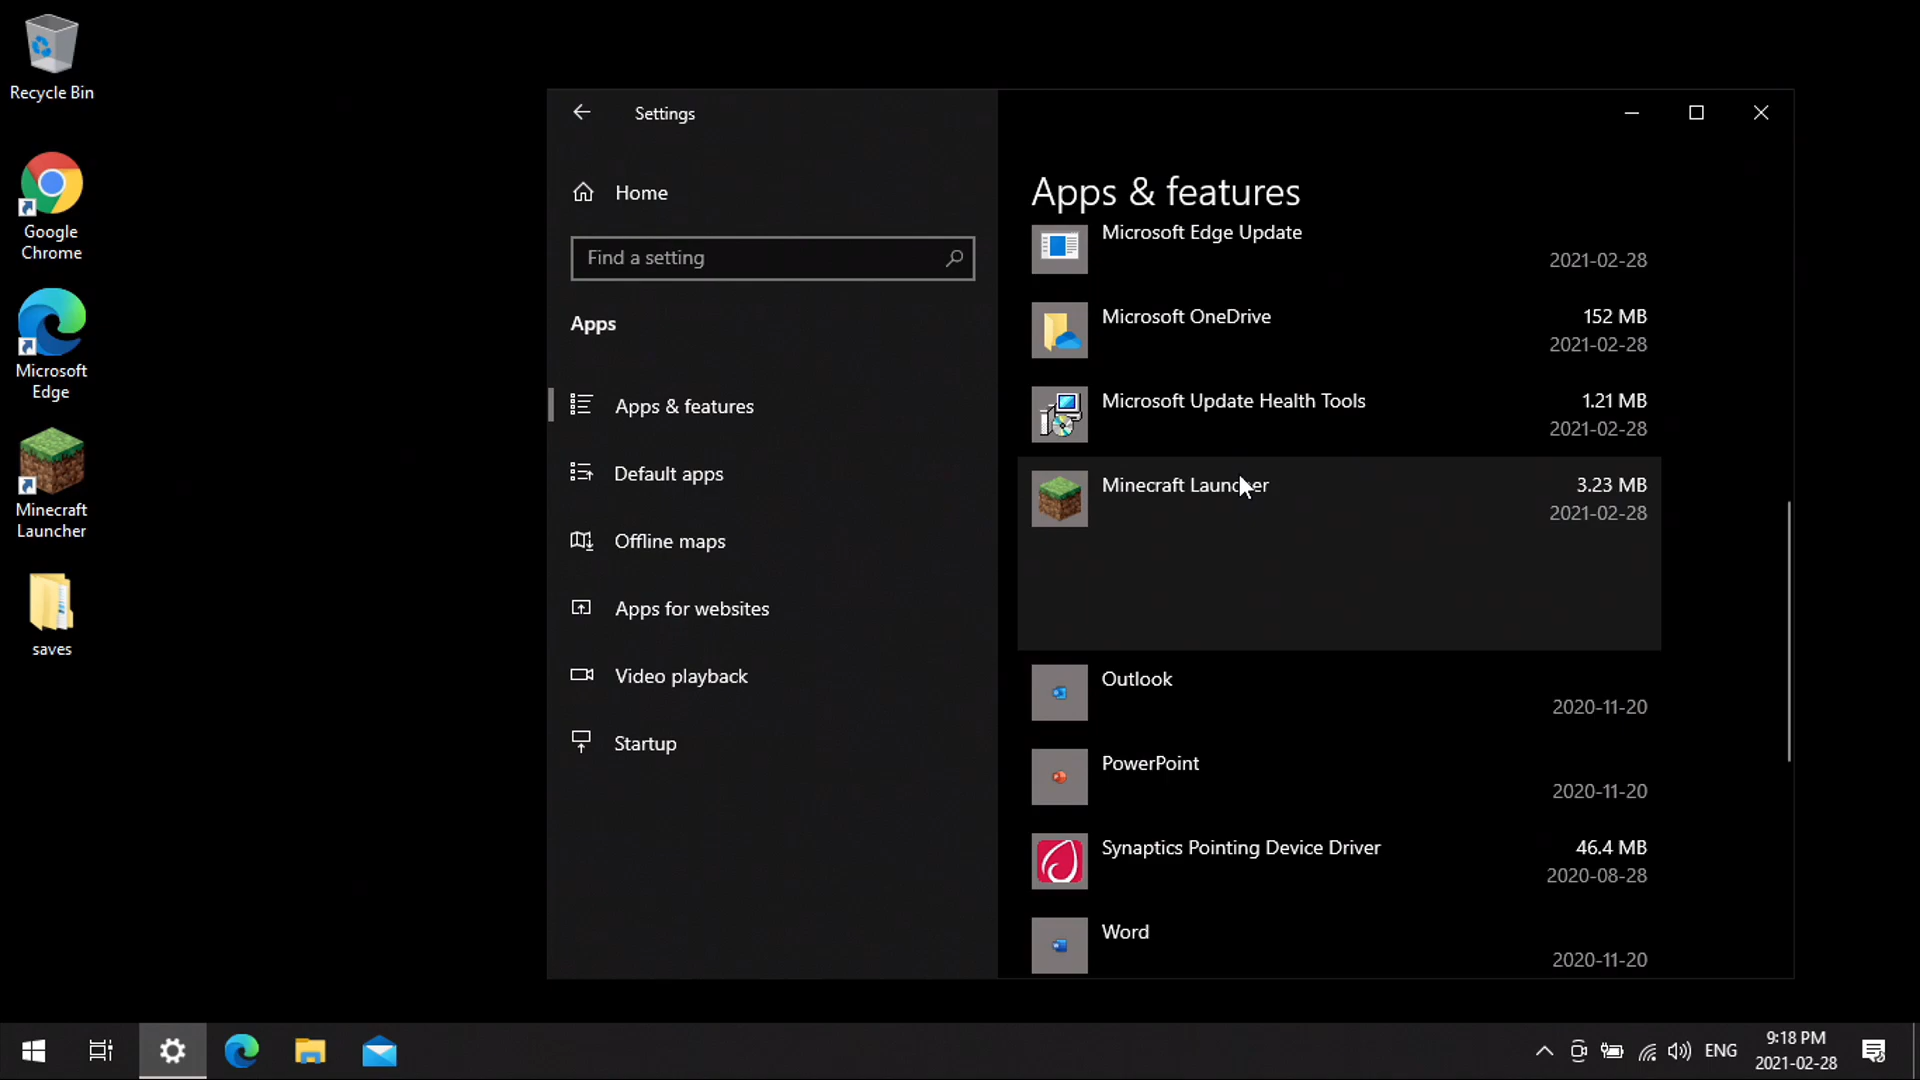 Recycle Bin
Google
Chrome
Microsoft
Edge
Minecraft
Launcher
saves
Settings
Home
Find a setting
Apps
Apps & features
Default apps
Offline maps
Apps for websites
Video playback
Startup
Apps & features
Microsoft Edge Update
2021-02-28
Microsoft OneDrive 152 MB
2021-02-28
Microsoft Update Health Tools 1.21 MB
2021-02-28
Minecraft Launcher 3.23 MB
2021-02-28
Outlook
2020-11-20
PowerPoint
2020-11-20
Synaptics Pointing Device Driver 46.4 MB
2020-08-28
Word
2020-11-20
ENG
9:18 PM
2021-02-28